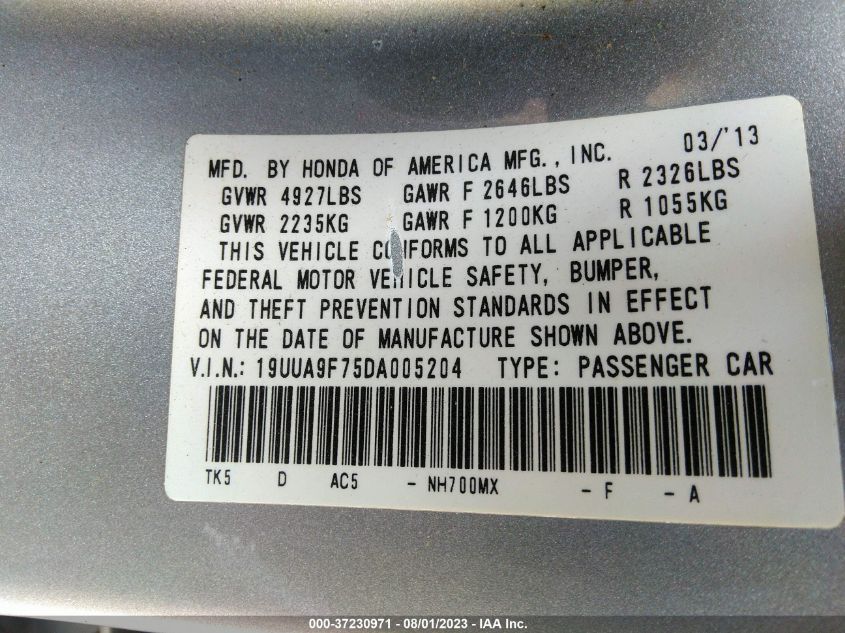 MFD. BY HONDA OF AMERICA MFG., INC. 03/'13
GVWR 4927LBS GAWR F 2646LBS R 2326LBS
GVWR 2235KG GAWR F 1200KG R 1055KG
THIS VEHICLE CONFORMS TO ALL APPLICABLE
FEDERAL MOTOR VEHICLE SAFETY, BUMPER,
AND THEFT PREVENTION STANDARDS IN EFFECT
ON THE DATE OF MANUFACTURE SHOWN ABOVE.
V.I.N.: 19UUA9F75DA005204 TYPE: PASSENGER CAR
TK5 D AC5 - NH700MX - F - A
000-37230971 - 08/01/2023 - IAA Inc.